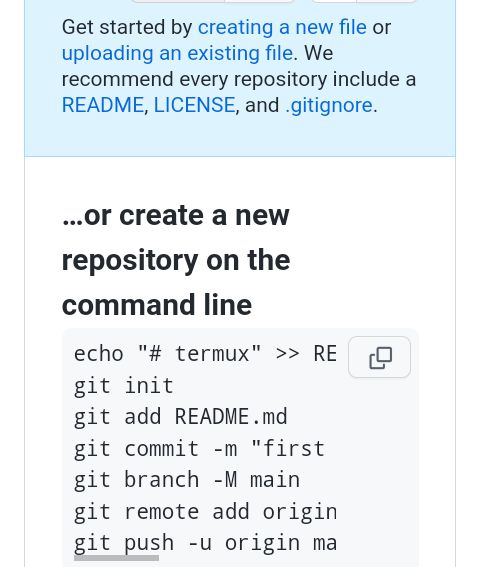 Get started by creating a new file or
uploading an existing file. We
recommend every repository include a
README, LICENSE, and .gitignore.
...or create a new
repository on the
command line
echo "# termux" >> RE
git init
git add README.md
git commit -m "first
git branch -M main
git remote add origin
git push -u origin ma